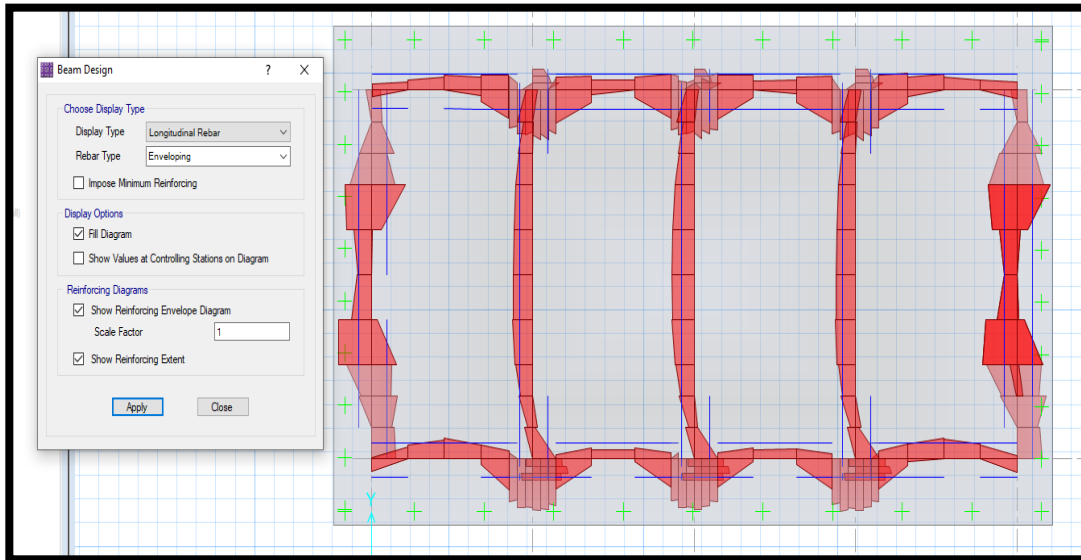 Beam Design
? X
Choose Display Type
Display Type Longitudinal Rebar
Rebar Type Enveloping
Impose Minimum Reinforcing
Display Options
Fill Diagram
Show Values at Controlling Stations on Diagram
Reinforcing Diagrams
Show Reinforcing Envelope Diagram
Scale Factor 1
Show Reinforcing Extent
Apply Close
Y